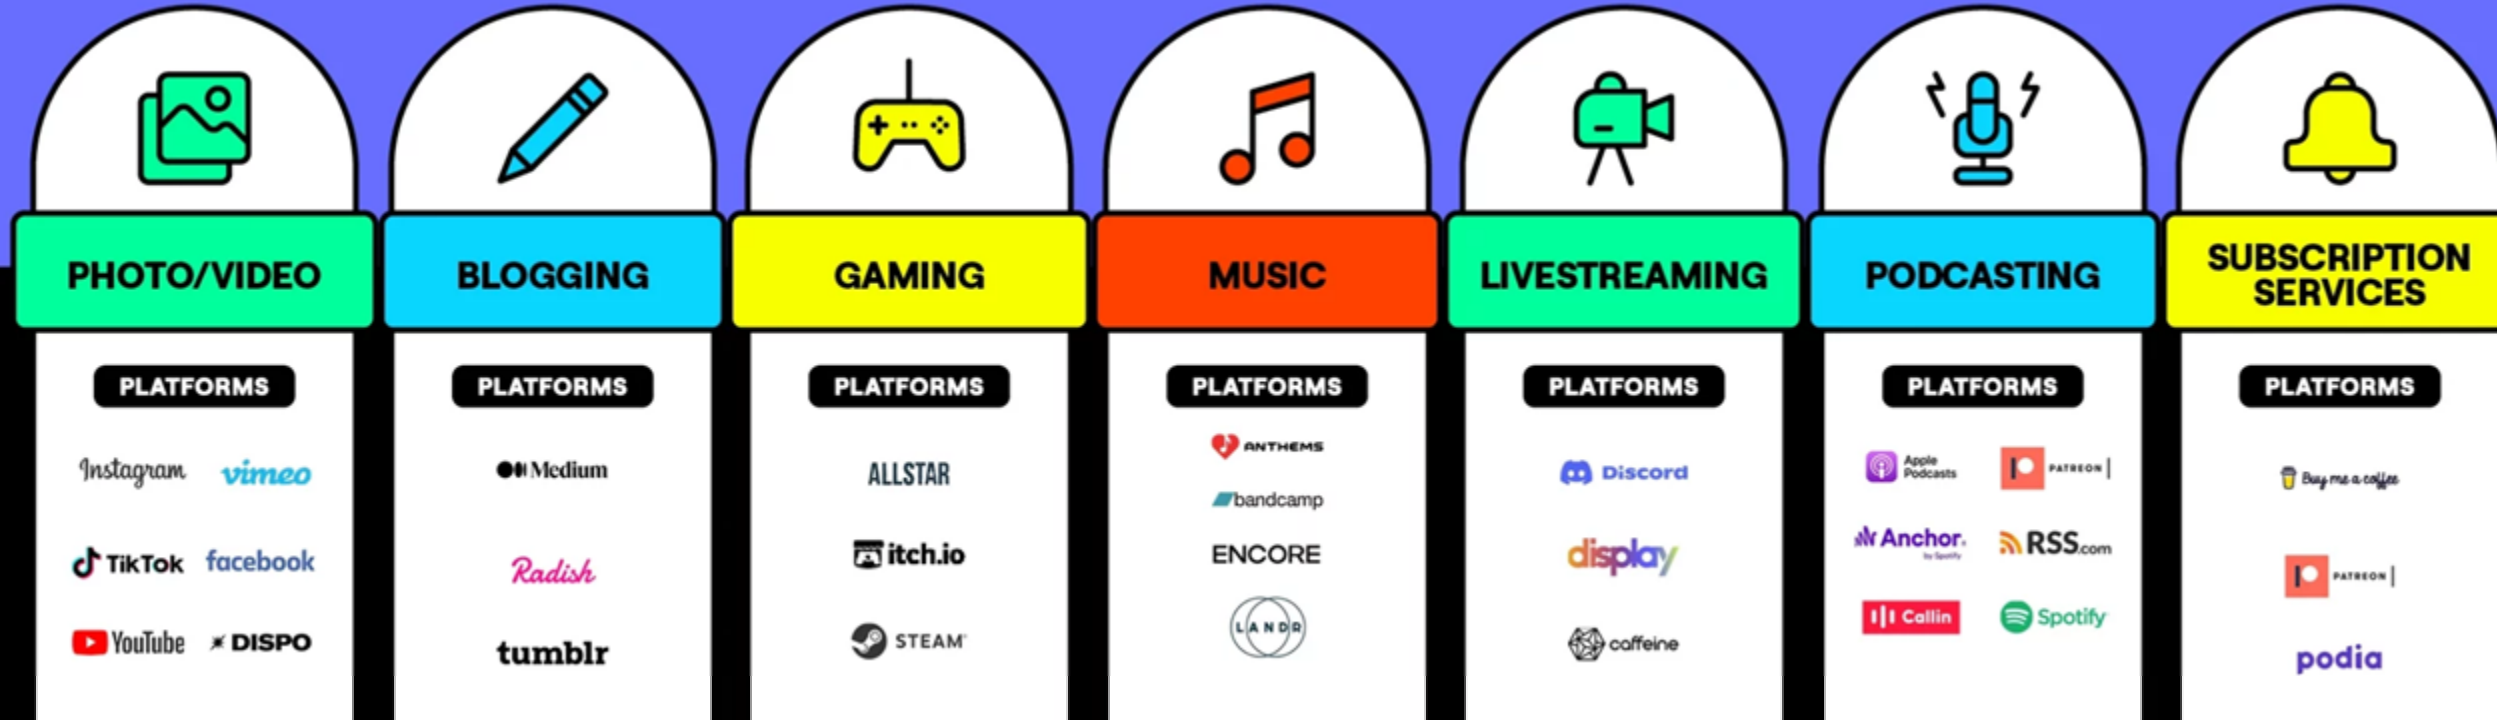 PHOTO/VIDEO
PLATFORMS
Instagram vimeo
TikTok facebook
YouTube DISPO
BLOGGING
PLATFORMS
Medium
Radish
tumblr
GAMING
PLATFORMS
ALLSTAR
itch.io
STEAM
MUSIC
PLATFORMS
ANTHEMS
bandcamp
ENCORE
LANDR
LIVESTREAMING
PLATFORMS
Discord
display
caffeine
PODCASTING
PLATFORMS
Apple
Podcasts
PATREON
Anchor
by Spotify
RSS.com
Callin
Spotify
SUBSCRIPTION
SERVICES
PLATFORMS
Buy me a coffee
PATREON
podia